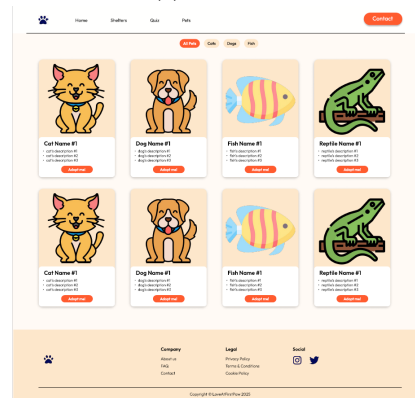 Home Shelters Quiz Pets Contact
All Pets Cats Dogs Fish
Cat Name #1
• cat's description #1
• cat's description #2
• cat's description #3
Adopt me!
Dog Name #1
• dog's description #1
• dog's description #2
• dog's description #3
Adopt me!
Fish Name #1
• fish's description #1
• fish's description #2
• fish's description #3
Adopt me!
Reptile Name #1
• reptile's description #1
• reptile's description #2
• reptile's description #3
Adopt me!
Cat Name #1
• cat's description #1
• cat's description #2
• cat's description #3
Adopt me!
Dog Name #1
• dog's description #1
• dog's description #2
• dog's description #3
Adopt me!
Fish Name #1
• fish's description #1
• fish's description #2
• fish's description #3
Adopt me!
Reptile Name #1
• reptile's description #1
• reptile's description #2
• reptile's description #3
Adopt me!
Company
About us
FAQ
Contact
Legal
Privacy Policy
Terms & Conditions
Cookie Policy
Social
Copyright © LoveAtFirstPaw 2023